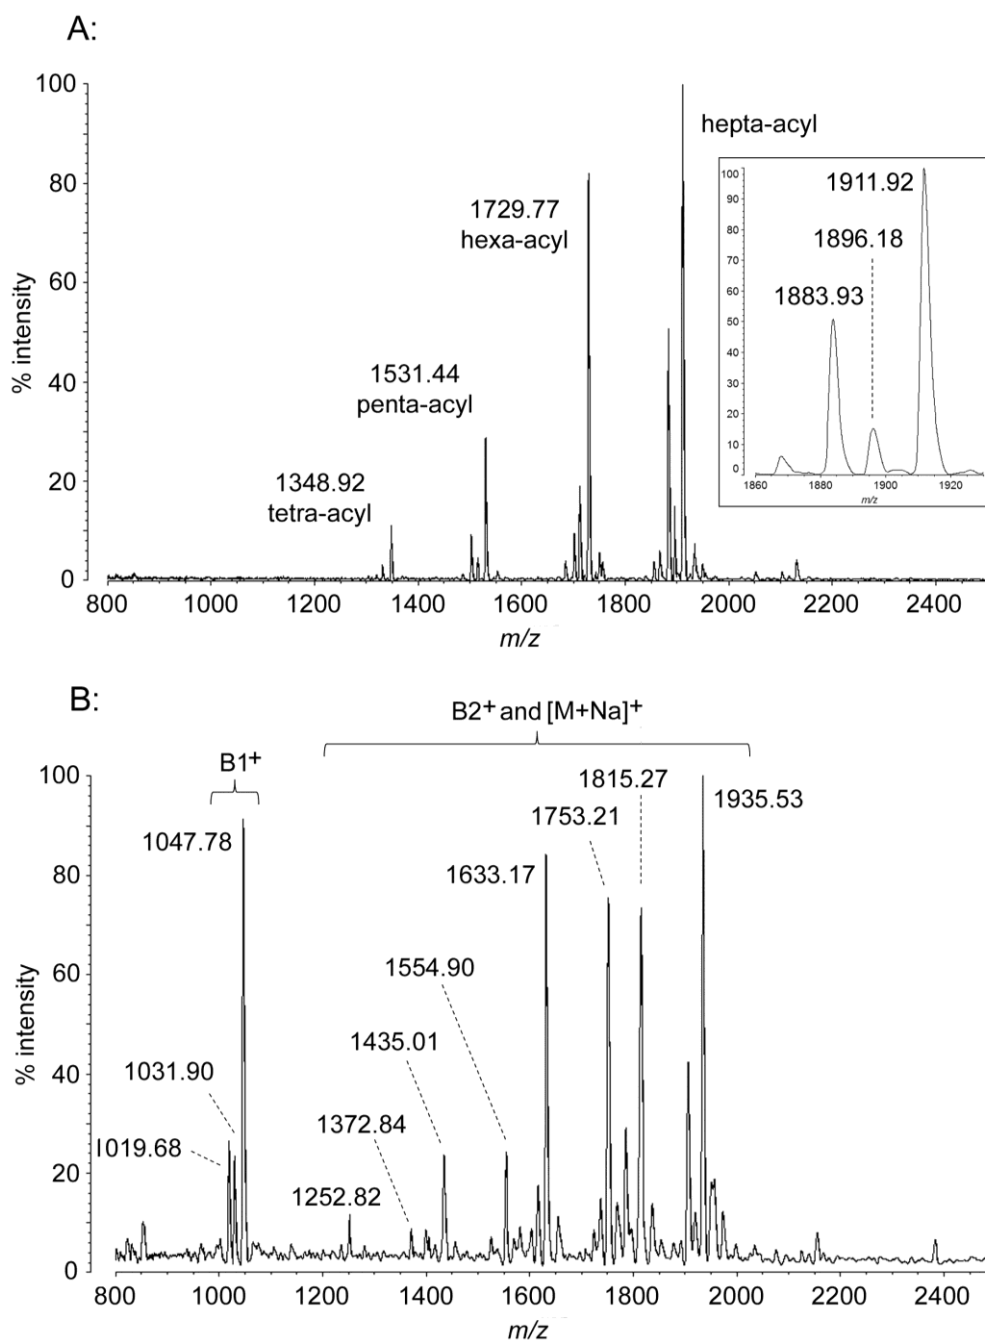 A:
100
80
60
40
20
0
% intensity
800 1000 1200 1400 1600 1800 2000 2200 2400
m/z
1348.92
tetra-acyl
1531.44
penta-acyl
1729.77
hexa-acyl
hepta-acyl
100
90
80
70
60
50
40
30
20
10
0
1883.93
1896.18
1911.92
1860 1880 1900 1920
m/z
B:
B1+
B2+ and [M+Na]+
100
80
60
40
20
0
% intensity
1019.68
1031.90
1047.78
1252.82
1372.84
1435.01
1554.90
1633.17
1753.21
1815.27
1935.53
800 1000 1200 1400 1600 1800 2000 2200 2400
m/z